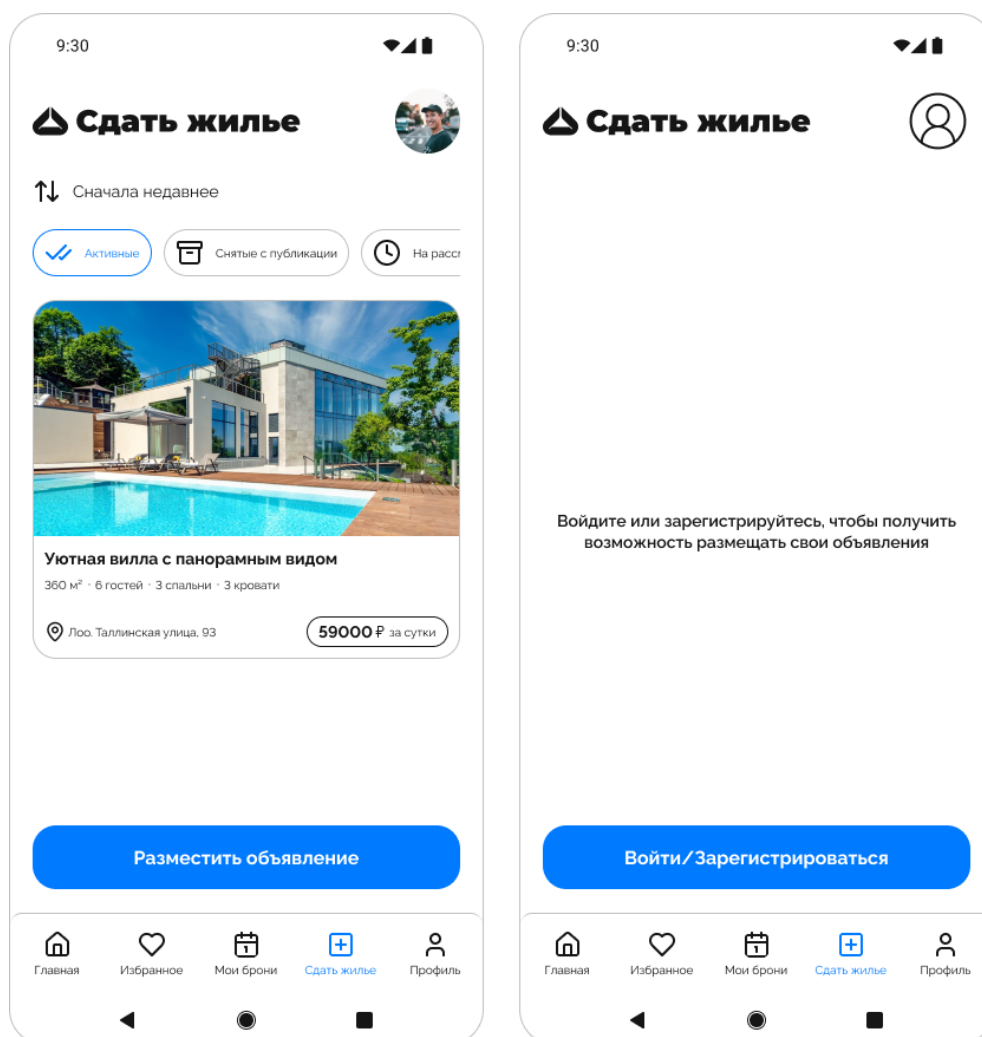 9:30
Сдать жилье
Сначала недавнее
Активные
Снятые с публикации
На расс
Уютная вилла с панорамным видом
360 м² · 6 гостей · 3 спальни · 3 кровати
Лоо. Таллинская улица, 93
59000 ₽ за сутки
Разместить объявление
Главная
Избранное
1
Мои брони
Сдать жилье
Профиль
9:30
Сдать жилье
Войдите или зарегистрируйтесь, чтобы получить
возможность размещать свои объявления
Войти/Зарегистрироваться
Главная
Избранное
1
Мои брони
Сдать жилье
Профиль